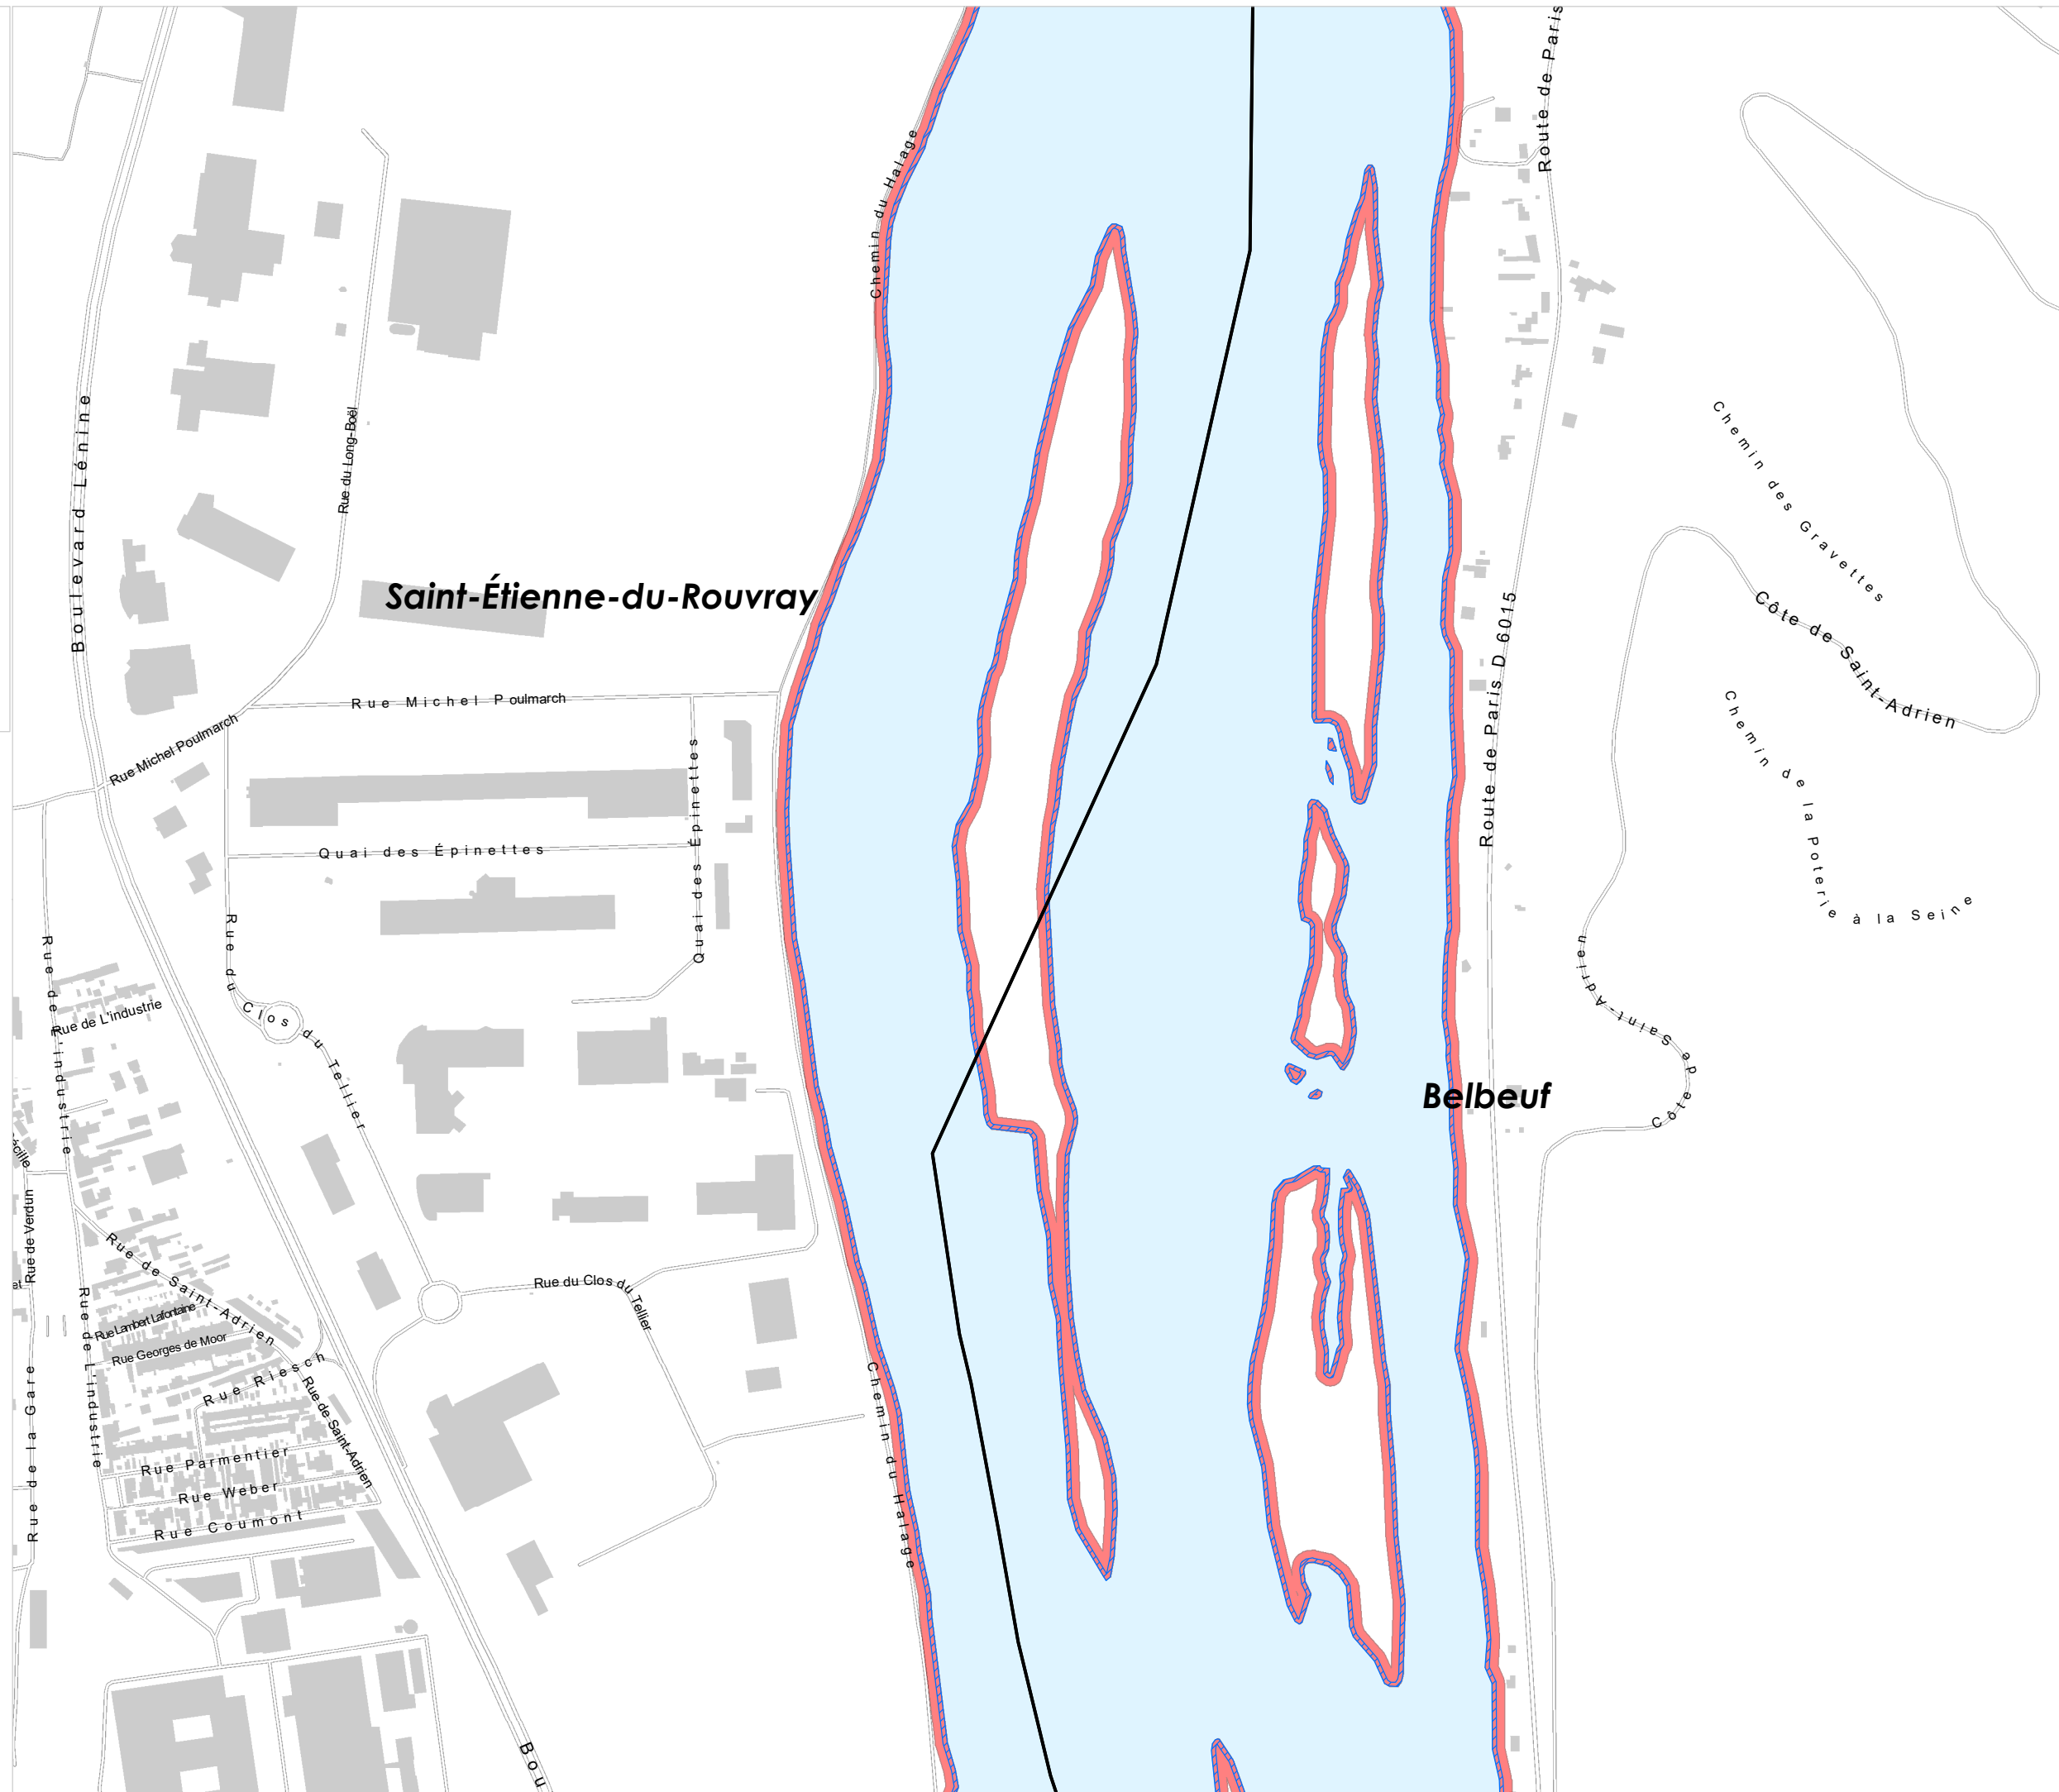 Route de Paris
Chemin du Halage
Boulevard Lénine
Rue du Long-Boël
Chemin des Gravettes
Saint-Étienne-du-Rouvray
Côte de Saint-Adrien
Route de Paris D 6015
Rue Michel Poulmarch
Rue Michel Poulmarch
Chemin de la Poterie à la Seine
Quai des Épinettes
Quai des Épinettes
Rue du Clos du Tellier
Rue de L'industrie
Rue de L'industrie
Côte de Saint-Adrien
Belbeuf
Rue de Verdun
Rue de Saint-Adrien
Rue du Clos du Tellier
Rue Lambert Lafontaine
Rue Georges de Moor
Rue Riesch
Rue de L'industrie
Rue de la Gare
Rue de Saint-Adrien
Chemin du Halage
Rue Parmentier
Rue Weber
Rue Coumont
Bou